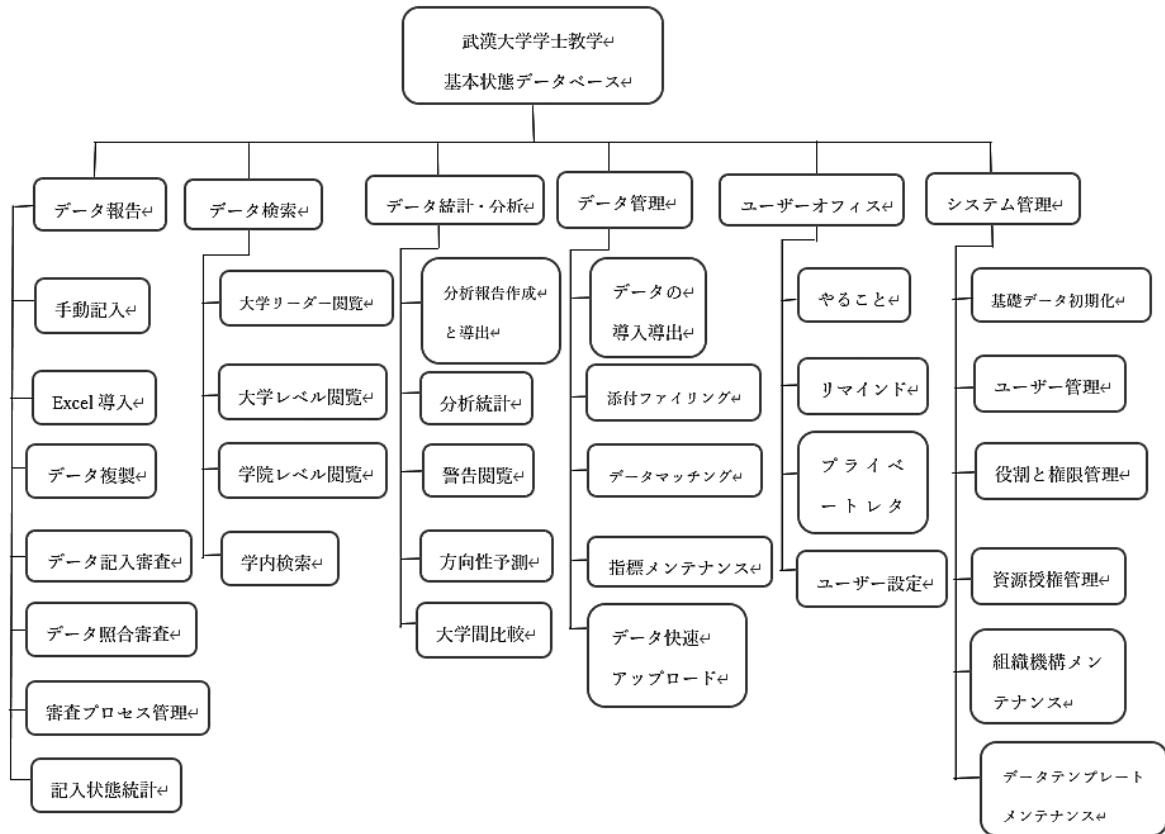 武漢大学学士教学
基本状態データベース
データ報告
手動記入
Excel 導入
データ複製
データ記入審査
データ照合審査
審査プロセス管理
記入状態統計
データ検索
大学リーダー閲覧
大学レベル閲覧
学院レベル閲覧
学内検索
データ統計・分析
分析報告作成
と導出
分析統計
警告閲覧
方向性予測
大学間比較
データ管理
データの
導入導出
添付ファイリング
データマッチング
指標メンテナンス
データ快速
アップロード
ユーザーオフィス
やること
リマインド
プライベ
ートレタ
ユーザー設定
システム管理
基礎データ初期化
ユーザー管理
役割と権限管理
資源授権管理
組織機構メン
テナンス
データテンプレート
メンテナンス